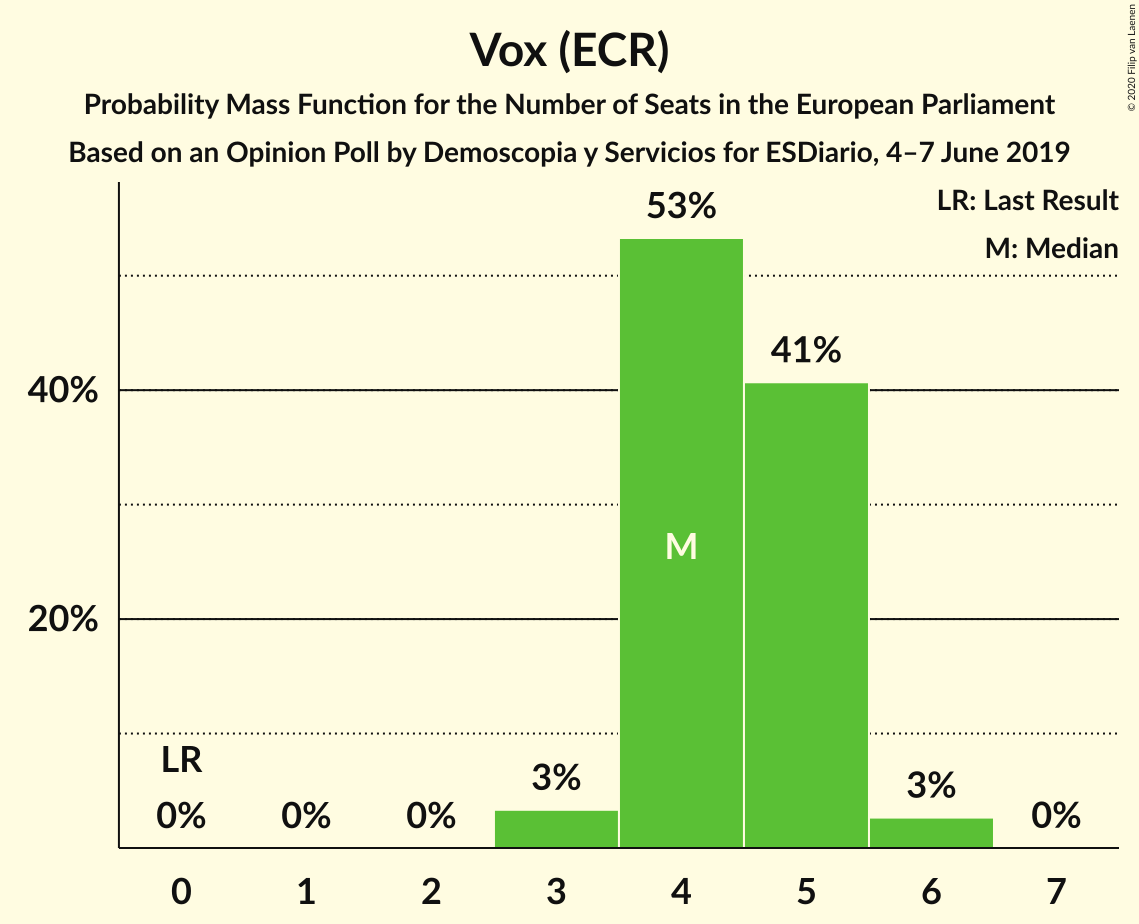 Vox (ECR)
Probability Mass Function for the Number of Seats in the European Parliament
Based on an Opinion Poll by Demoscopia y Servicios for ESDiario, 4–7 June 2019
© 2020 Filip van Laenen
LR: Last Result
M: Median
53%
41%
40%
M
20%
LR
3%
3%
0%
0%
0%
0%
0 1 2 3 4 5 6 7